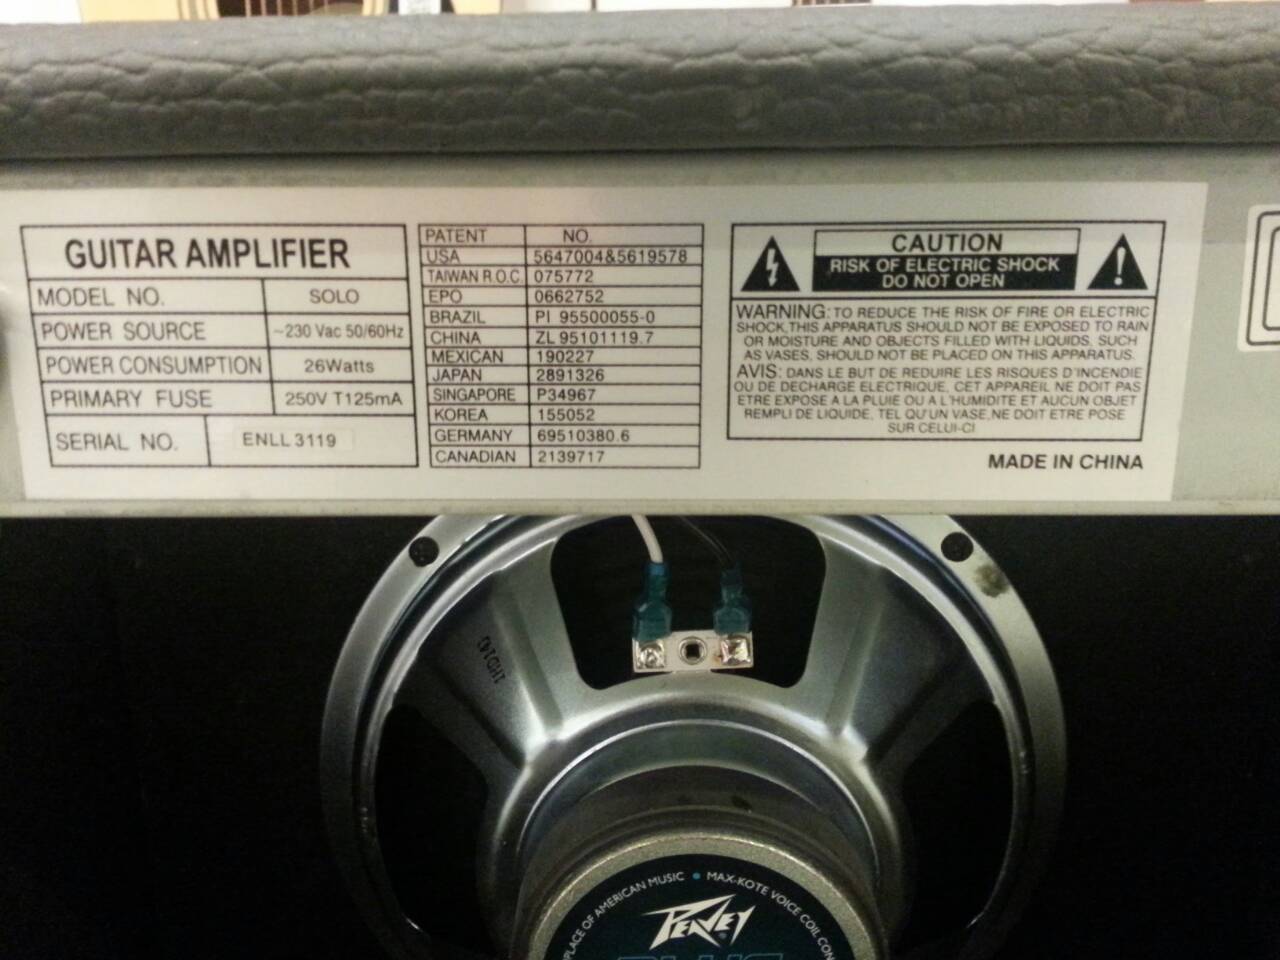 GUITAR AMPLIFIER
MODEL NO. SOLO
POWER SOURCE ~230 Vac 50/60Hz
POWER CONSUMPTION 26Watts
PRIMARY FUSE 250V T125mA
SERIAL NO. ENLL 3119
PATENT NO.
USA 5647004&5619578
TAIWAN R.O.C. 075772
EPO 0662752
BRAZIL PI 95500055-0
CHINA ZL 95101119.7
MEXICAN 190227
JAPAN 2891326
SINGAPORE P34967
KOREA 155052
GERMANY 69510380.6
CANADIAN 2139717
CAUTION
RISK OF ELECTRIC SHOCK
DO NOT OPEN
WARNING: TO REDUCE THE RISK OF FIRE OR ELECTRIC
SHOCK,THIS APPARATUS SHOULD NOT BE EXPOSED TO RAIN
OR MOISTURE AND OBJECTS FILLED WITH LIQUIDS, SUCH
AS VASES, SHOULD NOT BE PLACED ON THIS APPARATUS.
AVIS: DANS LE BUT DE REDUIRE LES RISQUES D'INCENDIE
OU DE DECHARGE ELECTRIQUE, CET APPAREIL NE DOIT PAS
ETRE EXPOSE A LA PLUIE OU A L'HUMIDITE ET AUCUN OBJET
REMPLI DE LIQUIDE, TEL QU'UN VASE,NE DOIT ETRE POSE
SUR CELUI-CI
MADE IN CHINA
PLACE OF AMERICAN MUSIC • MAX-KOTE VOICE COIL
PEAVEY